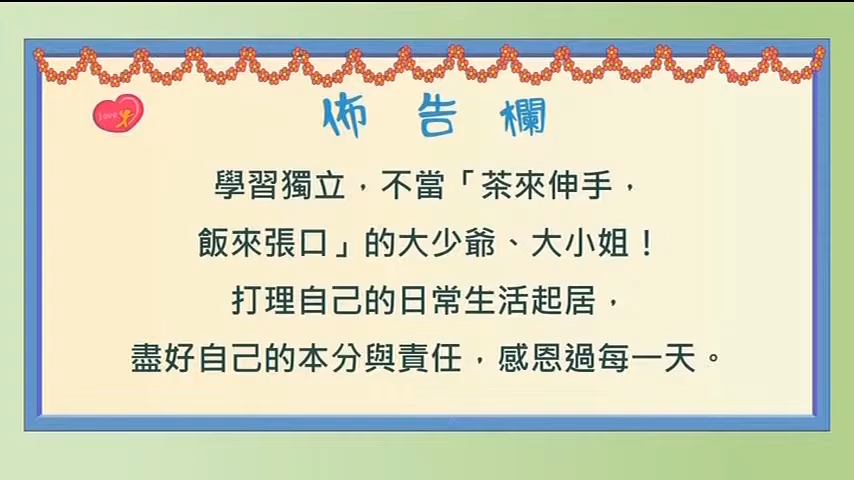 佈告欄
love
學習獨立，不當「茶來伸手，
飯來張口」的大少爺、大小姐！
打理自己的日常生活起居，
盡好自己的本分與責任，感恩過每一天。